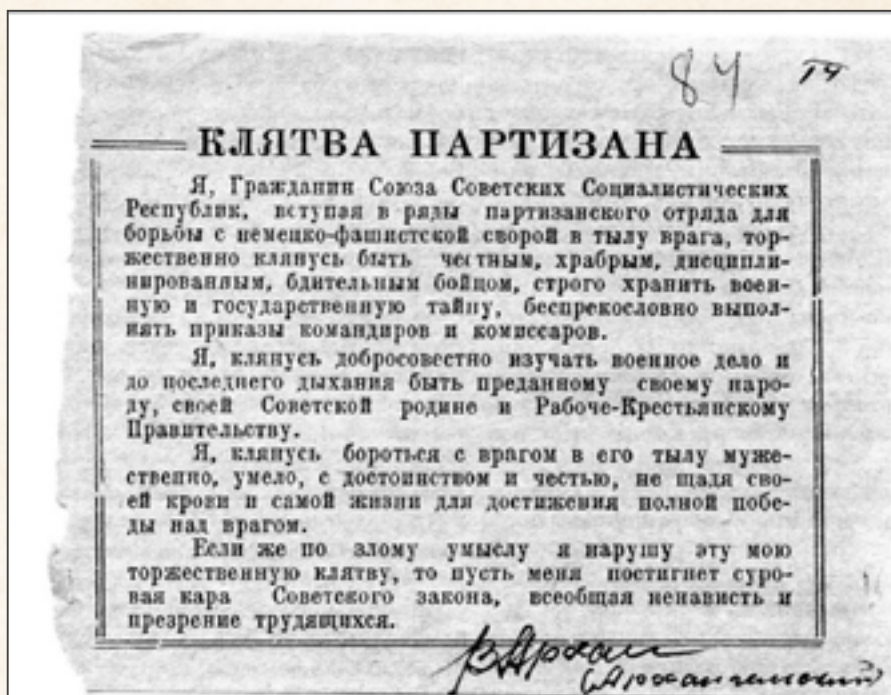 84
КЛЯТВА ПАРТИЗАНА
Я, Гражданин Союза Советских Социалистических
Республик, вступая в ряды партизанского отряда для
борьбы с немецко-фашистской сворой в тылу врага, тор-
жественно клянусь быть честным, храбрым, дисципли-
нированным, бдительным бойцом, строго хранить воен-
ную и государственную тайну, беспрекословно выпол-
нять приказы командиров и комиссаров.
Я, клянусь добросовестно изучать военное дело и
до последнего дыхания быть преданному своему наро-
ду, своей Советской родине и Рабоче-Крестьянскому
Правительству.
Я, клянусь бороться с врагом в его тылу муже-
ственно, умело, с достоинством и честью, не щадя сво-
ей крови и самой жизни для достижения полной побе-
ды над врагом.
Если же по злому умыслу я нарушу эту мою
торжественную клятву, то пусть меня постигнет суро-
вая кара Советского закона, всеобщая ненависть и
презрение трудящихся.
(Архангельский)